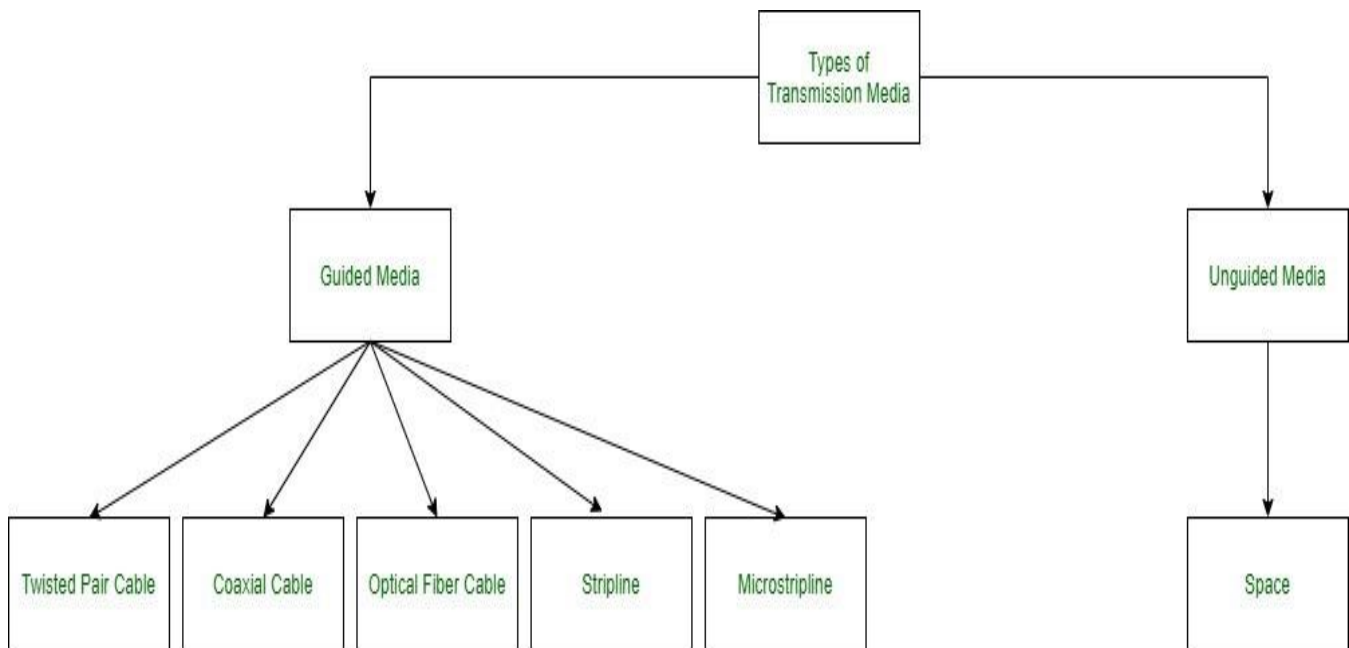 Types of
Transmission Media
Guided Media
Unguided Media
Twisted Pair Cable
Coaxial Cable
Optical Fiber Cable
Stripline
Microstripline
Space